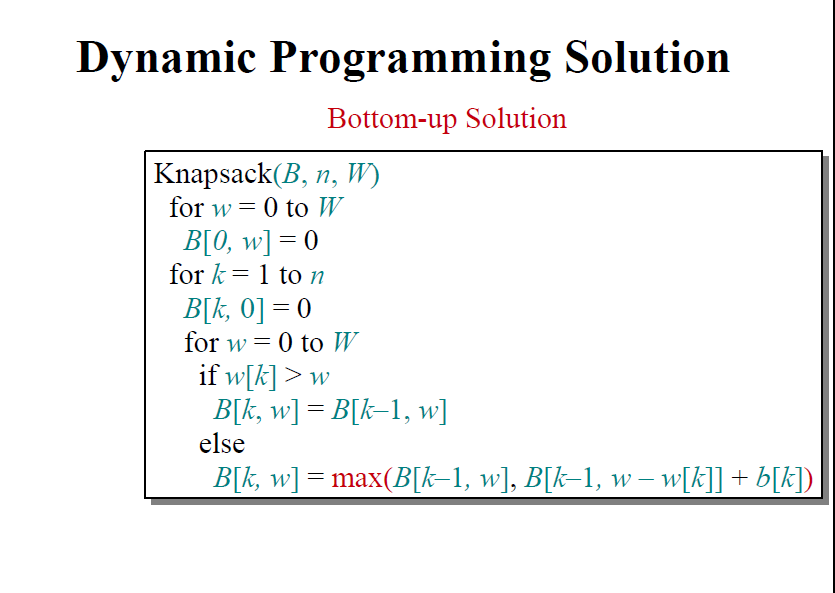 Dynamic Programming Solution
Bottom-up Solution
Knapsack(B, n, W)
for w = 0 to W
B[0, w] = 0
for k = 1 to n
B[k, 0] = 0
for w = 0 to W
if w[k] > w
B[k, w] = B[k–1, w]
else
B[k, w] = max(B[k–1, w], B[k–1, w – w[k]] + b[k])